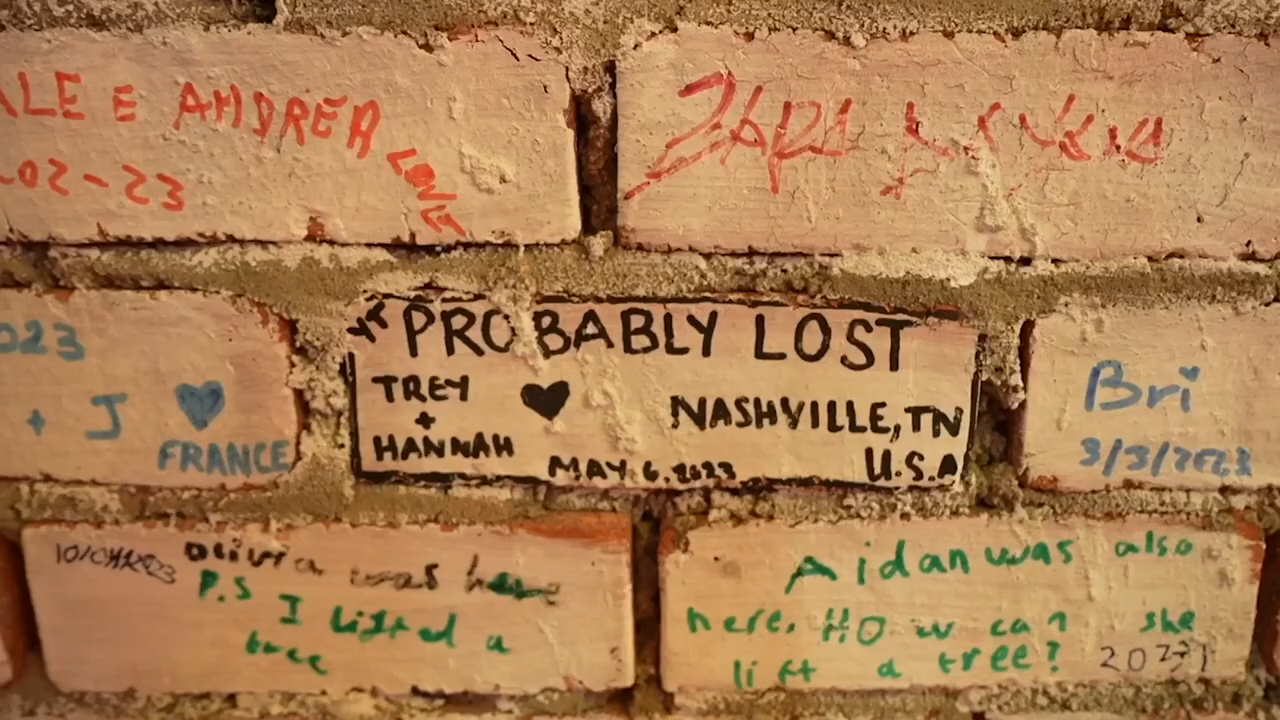 ALE E ANDREA
LOVE
-02-23
023
+ J ♥
FRANCE
YT PROBABLY LOST
TREY
+
HANNAH
♥
NASHVILLE, TN
U.S.A
MAY. 6. 2023
Bri
3/3/2023
Olivia was here
P.S
I lifted a
tree
Aidan was also
here. HOw can she
lift a tree?